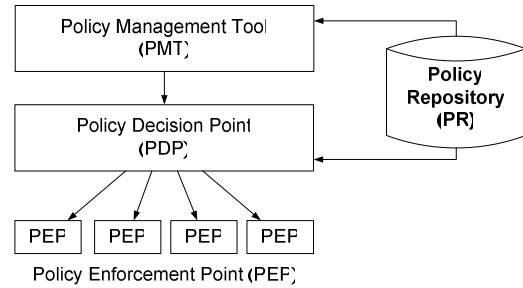 Policy Management Tool
(PMT)
Policy
Repository
(PR)
Policy Decision Point
(PDP)
PEP PEP PEP PEP
Policy Enforcement Point (PEP)